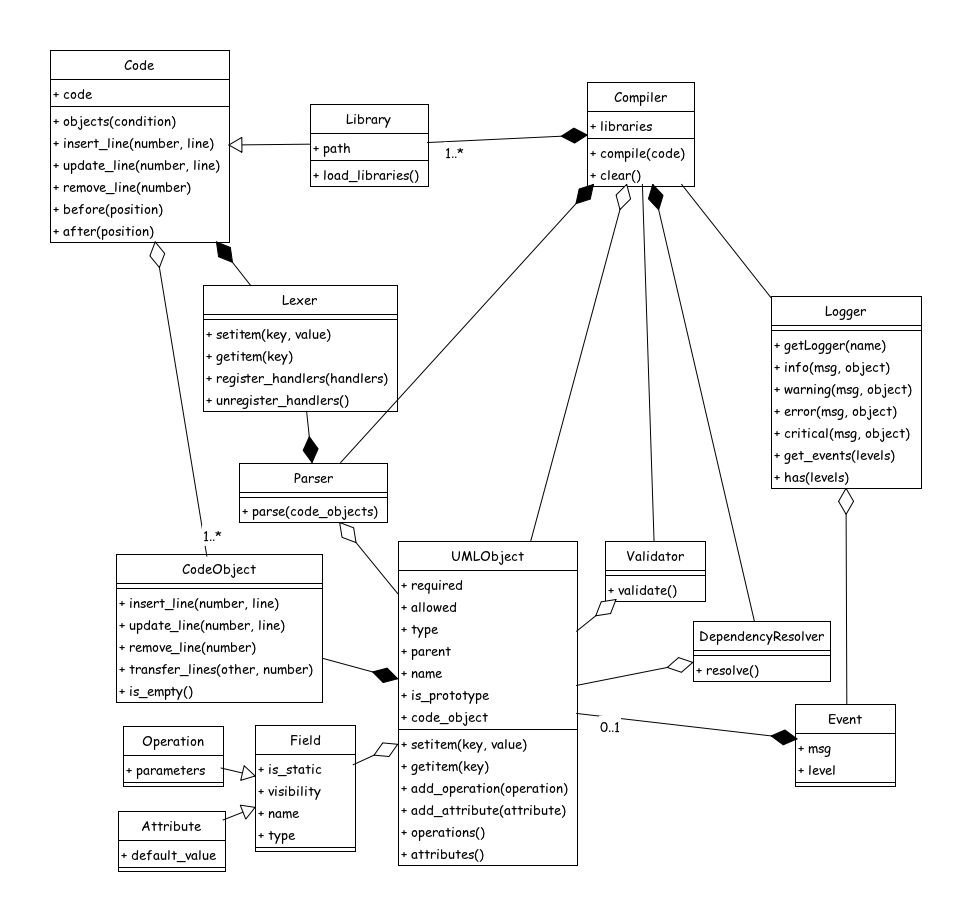 Code
+ code
+ objects(condition)
+ insert_line(number, line)
+ update_line(number, line)
+ remove_line(number)
+ before(position)
+ after(position)
Library
+ path
+ load_libraries()
1..*
Compiler
+ libraries
+ compile(code)
+ clear()
Lexer
+ setitem(key, value)
+ getitem(key)
+ register_handlers(handlers)
+ unregister_handlers()
Logger
+ getLogger(name)
+ info(msg, object)
+ warning(msg, object)
+ error(msg, object)
+ critical(msg, object)
+ get_events(levels)
+ has(levels)
Parser
+ parse(code_objects)
1..*
CodeObject
+ insert_line(number, line)
+ update_line(number, line)
+ remove_line(number)
+ transfer_lines(other, number)
+ is_empty()
UMLObject
+ required
+ allowed
+ type
+ parent
+ name
+ is_prototype
+ code_object
+ setitem(key, value)
+ getitem(key)
+ add_operation(operation)
+ add_attribute(attribute)
+ operations()
+ attributes()
Validator
+ validate()
DependencyResolver
+ resolve()
0..1
Event
+ msg
+ level
Operation
+ parameters
Field
+ is_static
+ visibility
+ name
+ type
Attribute
+ default_value